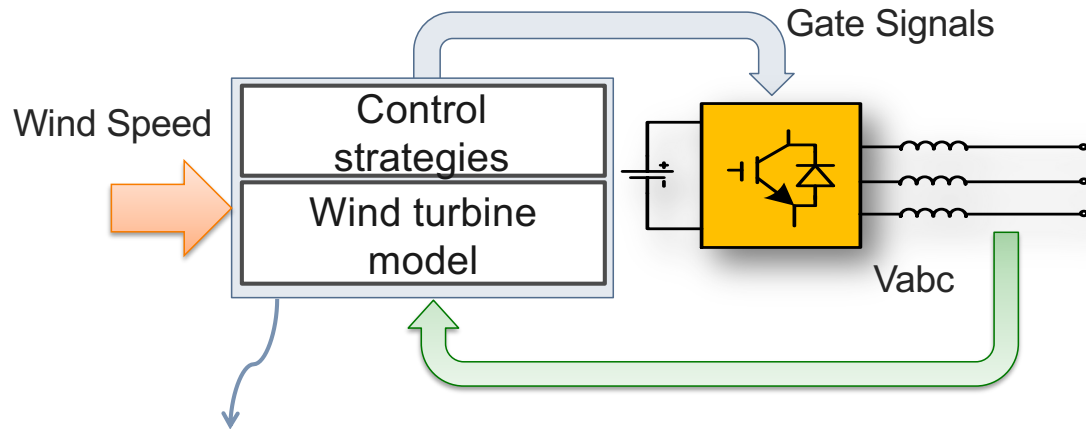 Gate Signals
Wind Speed
Control
strategies
Wind turbine
model
+
-
Vabc